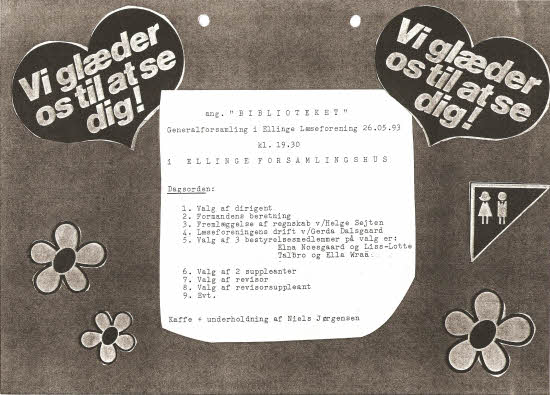 Vi glæder
os til at se
dig!
Vi glæder
os til at se
dig!
ang. "BIBLIOTEKET"
Generalforsamling i Ellinge Læseforening 26.05.93
kl. 19.30
i ELLINGE FORSAMLINGSHUS
Dagsorden:
1. Valg af dirigent
2. Formandens beretning
3. Fremlæggelse af regnskab v/Helge Sejten
4. Læseforeningens drift v/Gerda Dalsgaard
5. Valg af 3 bestyrelsesmedlemmer på valg er:
Elna Noesgaard og Liss-Lotte
Talbro og Ella Wraa
6. Valg af 2 suppleanter
7. Valg af revisor
8. Valg af revisorsuppleant
9. Evt.
Kaffe + underholdning af Niels Jørgensen